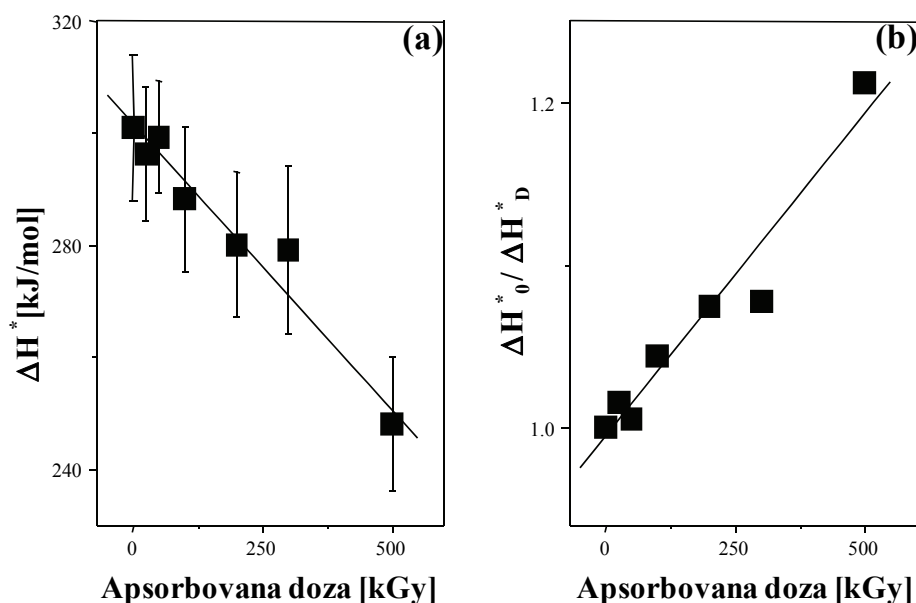 (a)
320
280
240
ΔH* [kJ/mol]
0
250
500
Apsorbovana doza [kGy]
(b)
1.2
1.0
ΔH*0 / ΔH*D
0
250
500
Apsorbovana doza [kGy]